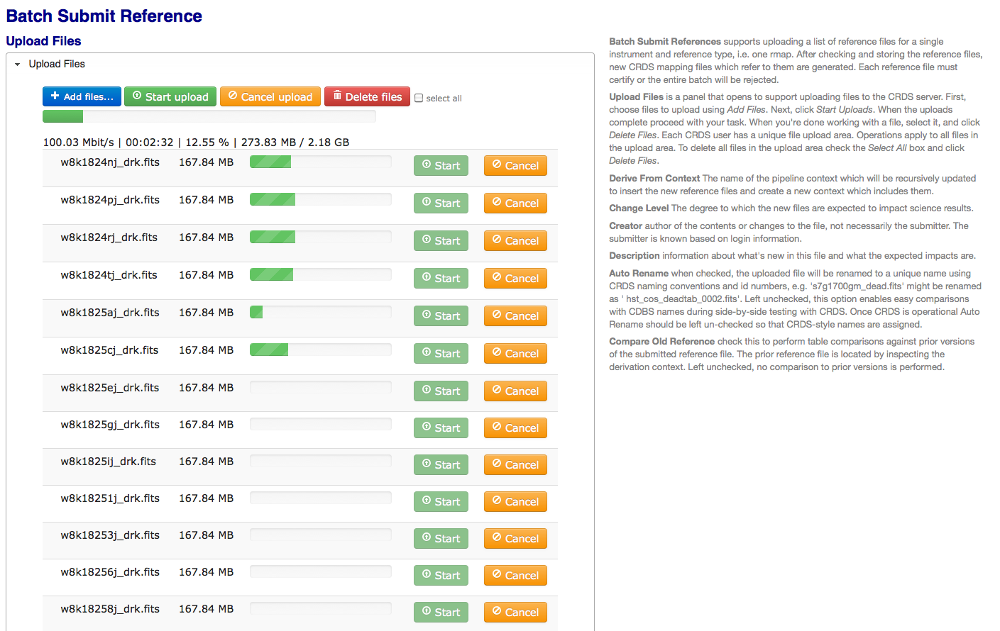 Batch Submit Reference
Upload Files
Upload Files
Add files... Start upload Cancel upload Delete files select all
100.03 Mbit/s | 00:02:32 | 12.55 % | 273.83 MB / 2.18 GB
w8k1824nj_drk.fits 167.84 MB Start Cancel
w8k1824pj_drk.fits 167.84 MB Start Cancel
w8k1824rj_drk.fits 167.84 MB Start Cancel
w8k1824tj_drk.fits 167.84 MB Start Cancel
w8k1825aj_drk.fits 167.84 MB Start Cancel
w8k1825cj_drk.fits 167.84 MB Start Cancel
w8k1825ej_drk.fits 167.84 MB Start Cancel
w8k1825gj_drk.fits 167.84 MB Start Cancel
w8k1825ij_drk.fits 167.84 MB Start Cancel
w8k18251j_drk.fits 167.84 MB Start Cancel
w8k18253j_drk.fits 167.84 MB Start Cancel
w8k18256j_drk.fits 167.84 MB Start Cancel
w8k18258j_drk.fits 167.84 MB Start Cancel
Batch Submit References supports uploading a list of reference files for a single
instrument and reference type, i.e. one rmap. After checking and storing the reference files,
new CRDS mapping files which refer to them are generated. Each reference file must
certify or the entire batch will be rejected.
Upload Files is a panel that opens to support uploading files to the CRDS server. First,
choose files to upload using Add Files. Next, click Start Uploads. When the uploads
complete proceed with your task. When you're done working with a file, select it, and click
Delete Files. Each CRDS user has a unique file upload area. Operations apply to all files in
the upload area. To delete all files in the upload area check the Select All box and click
Delete Files.
Derive From Context The name of the pipeline context which will be recursively updated
to insert the new reference files and create a new context which includes them.
Change Level The degree to which the new files are expected to impact science results.
Creator author of the contents or changes to the file, not necessarily the submitter. The
submitter is known based on login information.
Description information about what's new in this file and what the expected impacts are.
Auto Rename when checked, the uploaded file will be renamed to a unique name using
CRDS naming conventions and id numbers, e.g. 's7g1700gm_dead.fits' might be renamed
as ' hst_cos_deadtab_0002.fits'. Left unchecked, this option enables easy comparisons
with CDBS names during side-by-side testing with CRDS. Once CRDS is operational Auto
Rename should be left un-checked so that CRDS-style names are assigned.
Compare Old Reference check this to perform table comparisons against prior versions
of the submitted reference file. The prior reference file is located by inspecting the
derivation context. Left unchecked, no comparison to prior versions is performed.